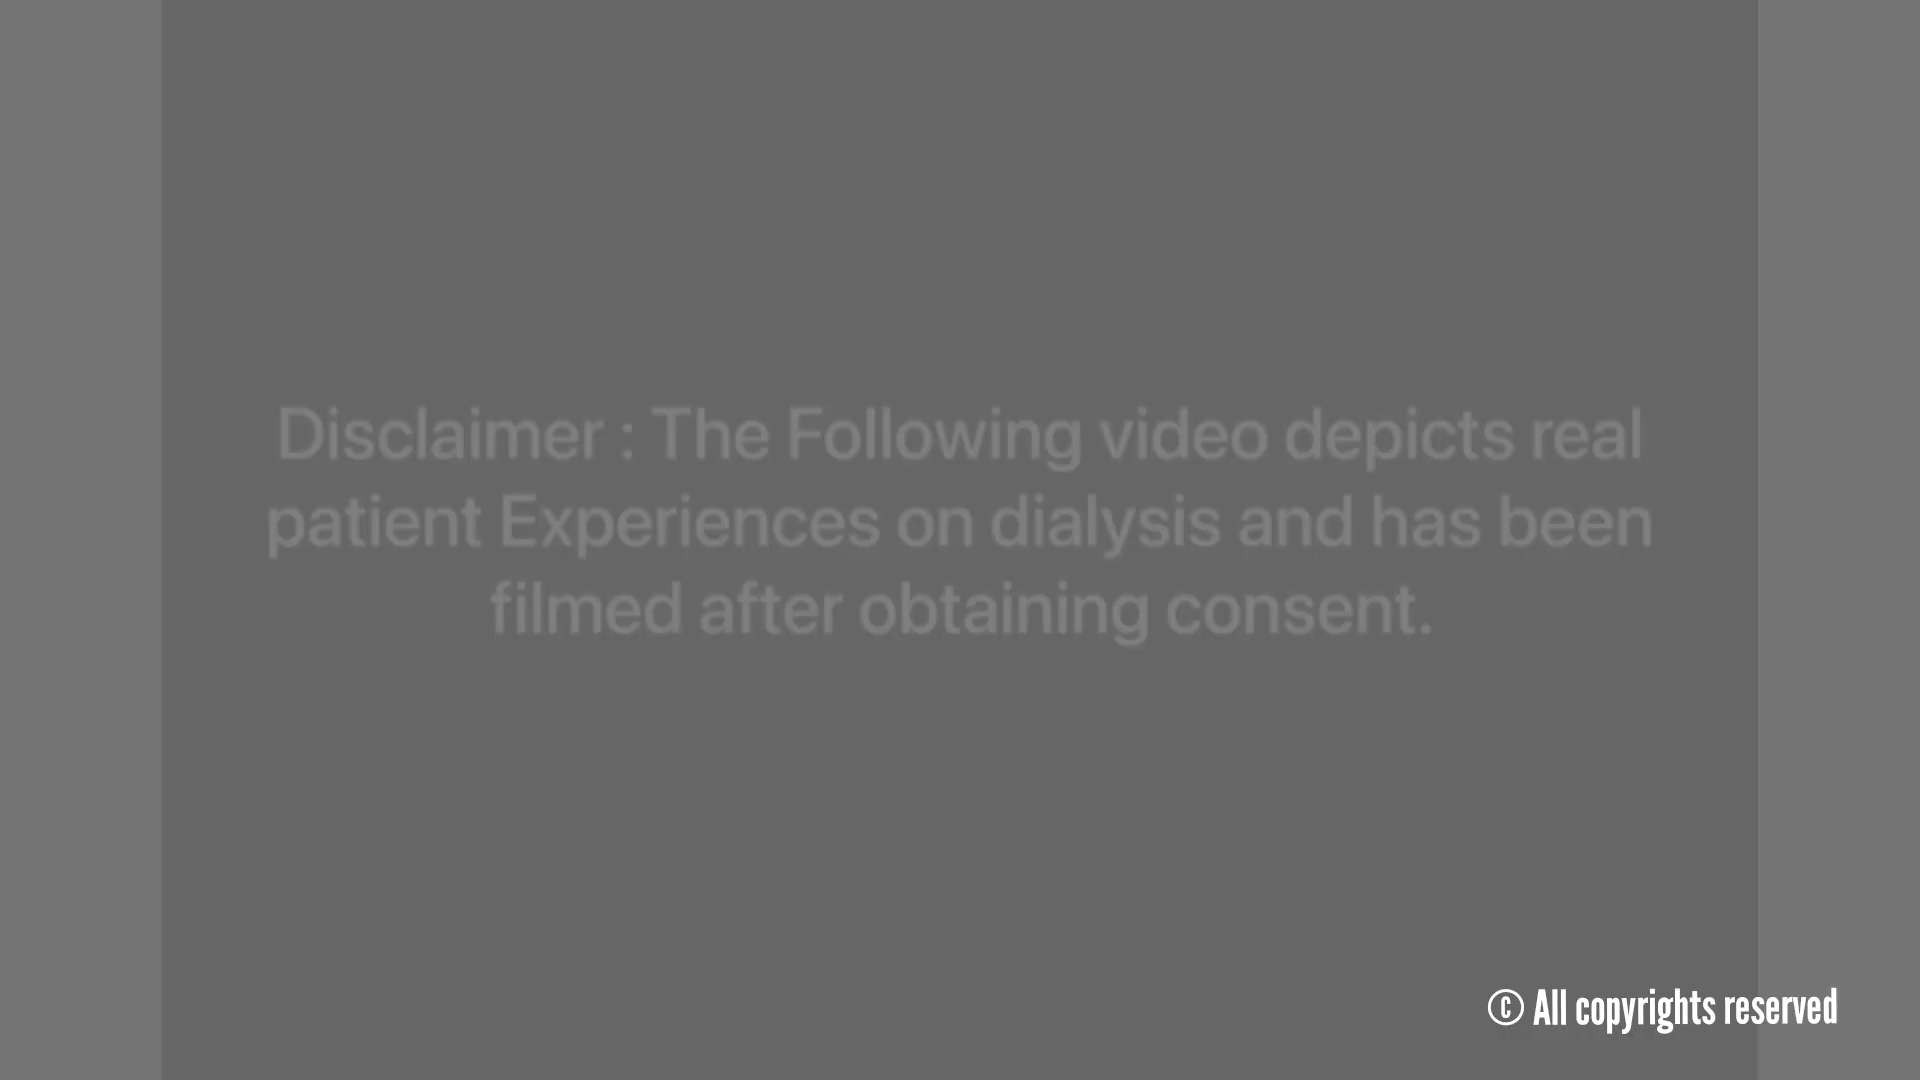 Disclaimer : The Following video depicts real
patient Experiences on dialysis and has been
filmed after obtaining consent.
© All copyrights reserved